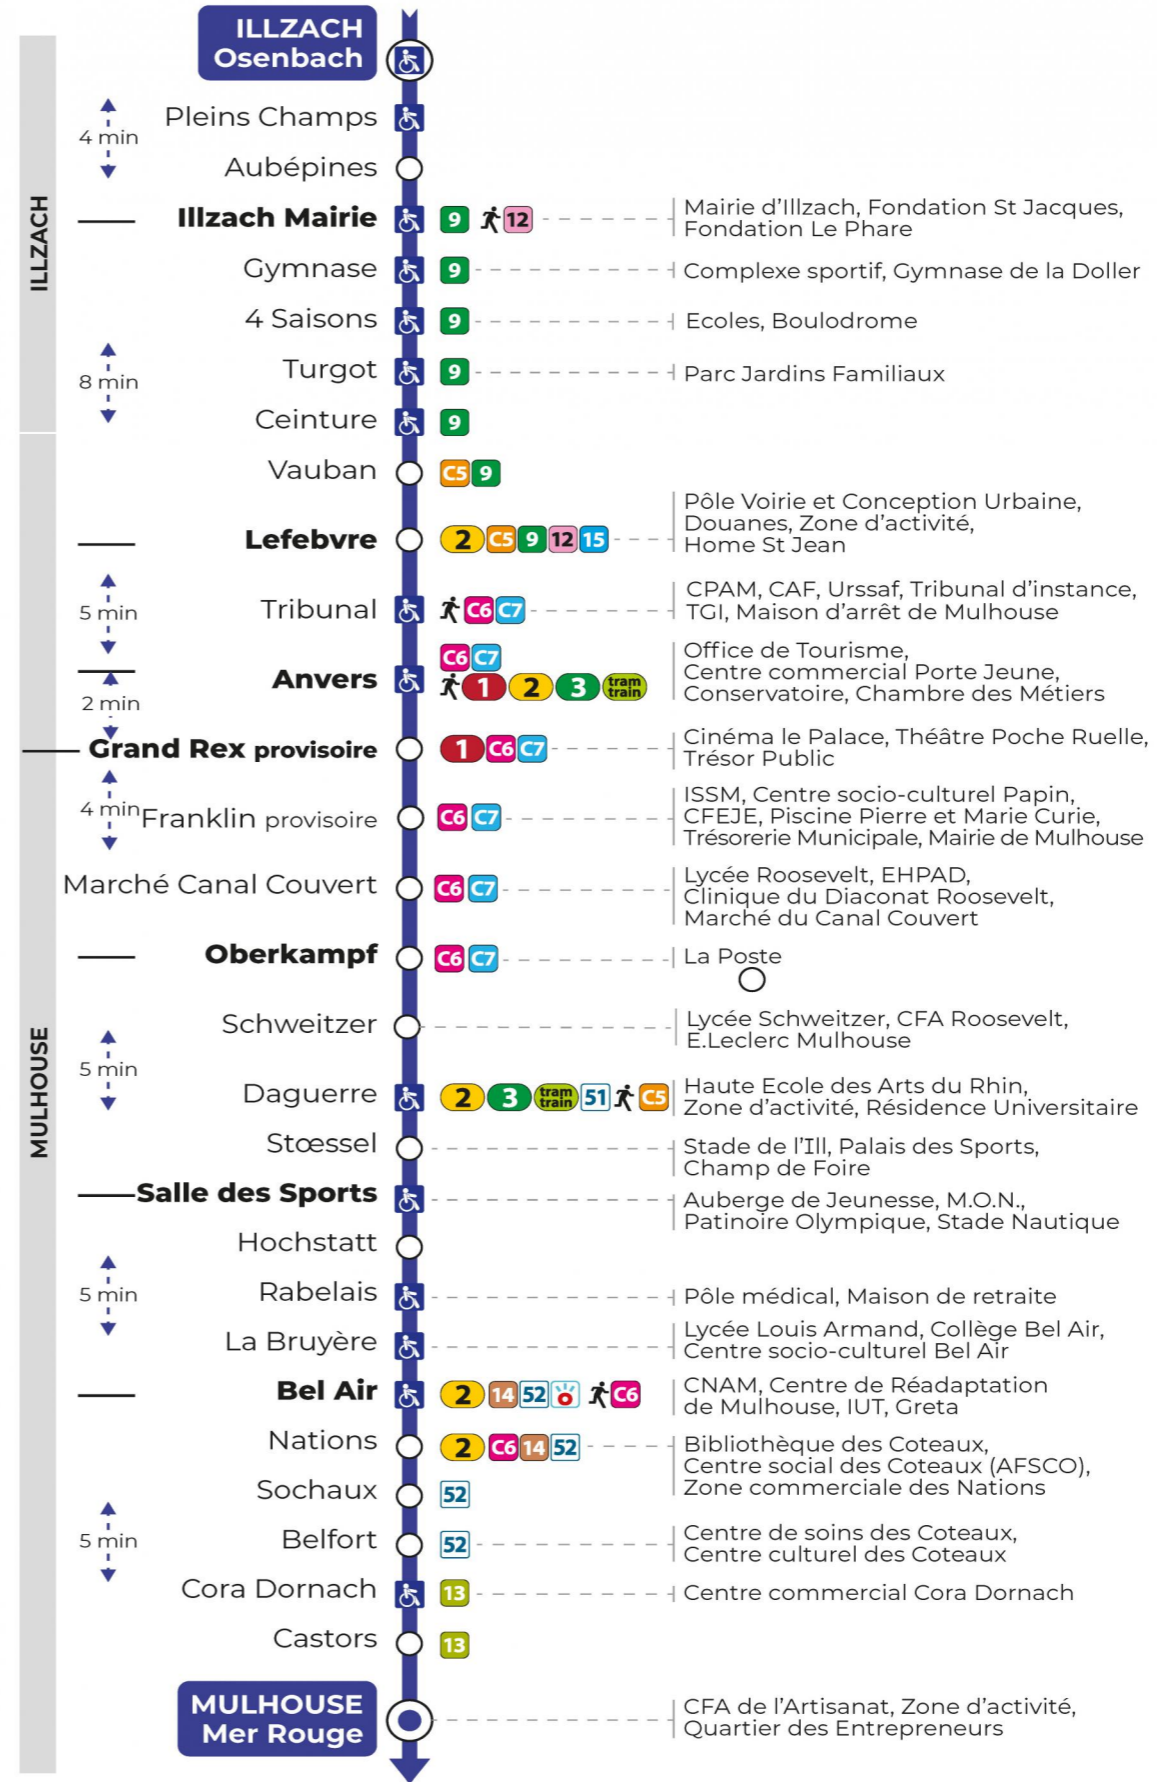 ILLZACH
Osenbach
ILLZACH
Pleins Champs
4 min
Aubépines
Illzach Mairie 9 12 Mairie d'Illzach, Fondation St Jacques,
Fondation Le Phare
Gymnase 9 Complexe sportif, Gymnase de la Doller
4 Saisons 9 Ecoles, Boulodrome
Turgot 9 Parc Jardins Familiaux
8 min
Ceinture 9
Vauban C5 9
Lefebvre 2 C5 9 12 15 Pôle Voirie et Conception Urbaine,
Douanes, Zone d'activité,
Home St Jean
5 min
Tribunal C6 C7 CPAM, CAF, Urssaf, Tribunal d'instance,
TGI, Maison d'arrêt de Mulhouse
Anvers C6 C7
1 2 3 tram train
Office de Tourisme,
Centre commercial Porte Jeune,
Conservatoire, Chambre des Métiers
2 min
Grand Rex provisoire 1 C6 C7 Cinéma le Palace, Théâtre Poche Ruelle,
Trésor Public
4 min
Franklin provisoire C6 C7 ISSM, Centre socio-culturel Papin,
CFEJE, Piscine Pierre et Marie Curie,
Trésorerie Municipale, Mairie de Mulhouse
Marché Canal Couvert C6 C7 Lycée Roosevelt, EHPAD,
Clinique du Diaconat Roosevelt,
Marché du Canal Couvert
Oberkampf C6 C7 La Poste
MULHOUSE
Schweitzer Lycée Schweitzer, CFA Roosevelt,
E.Leclerc Mulhouse
5 min
Daguerre 2 3 tram train 51 C5 Haute Ecole des Arts du Rhin,
Zone d'activité, Résidence Universitaire
Stœssel Stade de l'Ill, Palais des Sports,
Champ de Foire
Salle des Sports Auberge de Jeunesse, M.O.N.,
Patinoire Olympique, Stade Nautique
Hochstatt
5 min
Rabelais Pôle médical, Maison de retraite
La Bruyère Lycée Louis Armand, Collège Bel Air,
Centre socio-culturel Bel Air
Bel Air 2 14 52 C6 CNAM, Centre de Réadaptation
de Mulhouse, IUT, Greta
Nations 2 C6 14 52 Bibliothèque des Coteaux,
Centre social des Coteaux (AFSCO),
Zone commerciale des Nations
Sochaux 52
5 min
Belfort 52 Centre de soins des Coteaux,
Centre culturel des Coteaux
Cora Dornach 13 Centre commercial Cora Dornach
Castors 13
MULHOUSE
Mer Rouge
CFA de l'Artisanat, Zone d'activité,
Quartier des Entrepreneurs